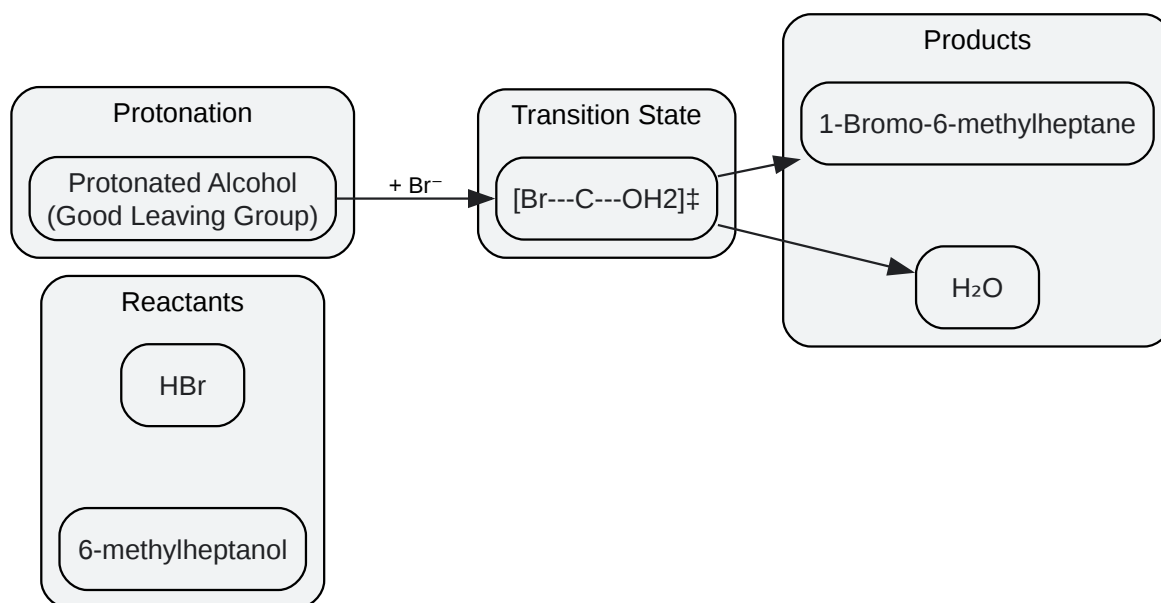 Protonation
Protonated Alcohol
(Good Leaving Group)
+ Br⁻
Transition State
[Br---C---OH2]‡
Products
1-Bromo-6-methylheptane
H₂O
Reactants
HBr
6-methylheptanol